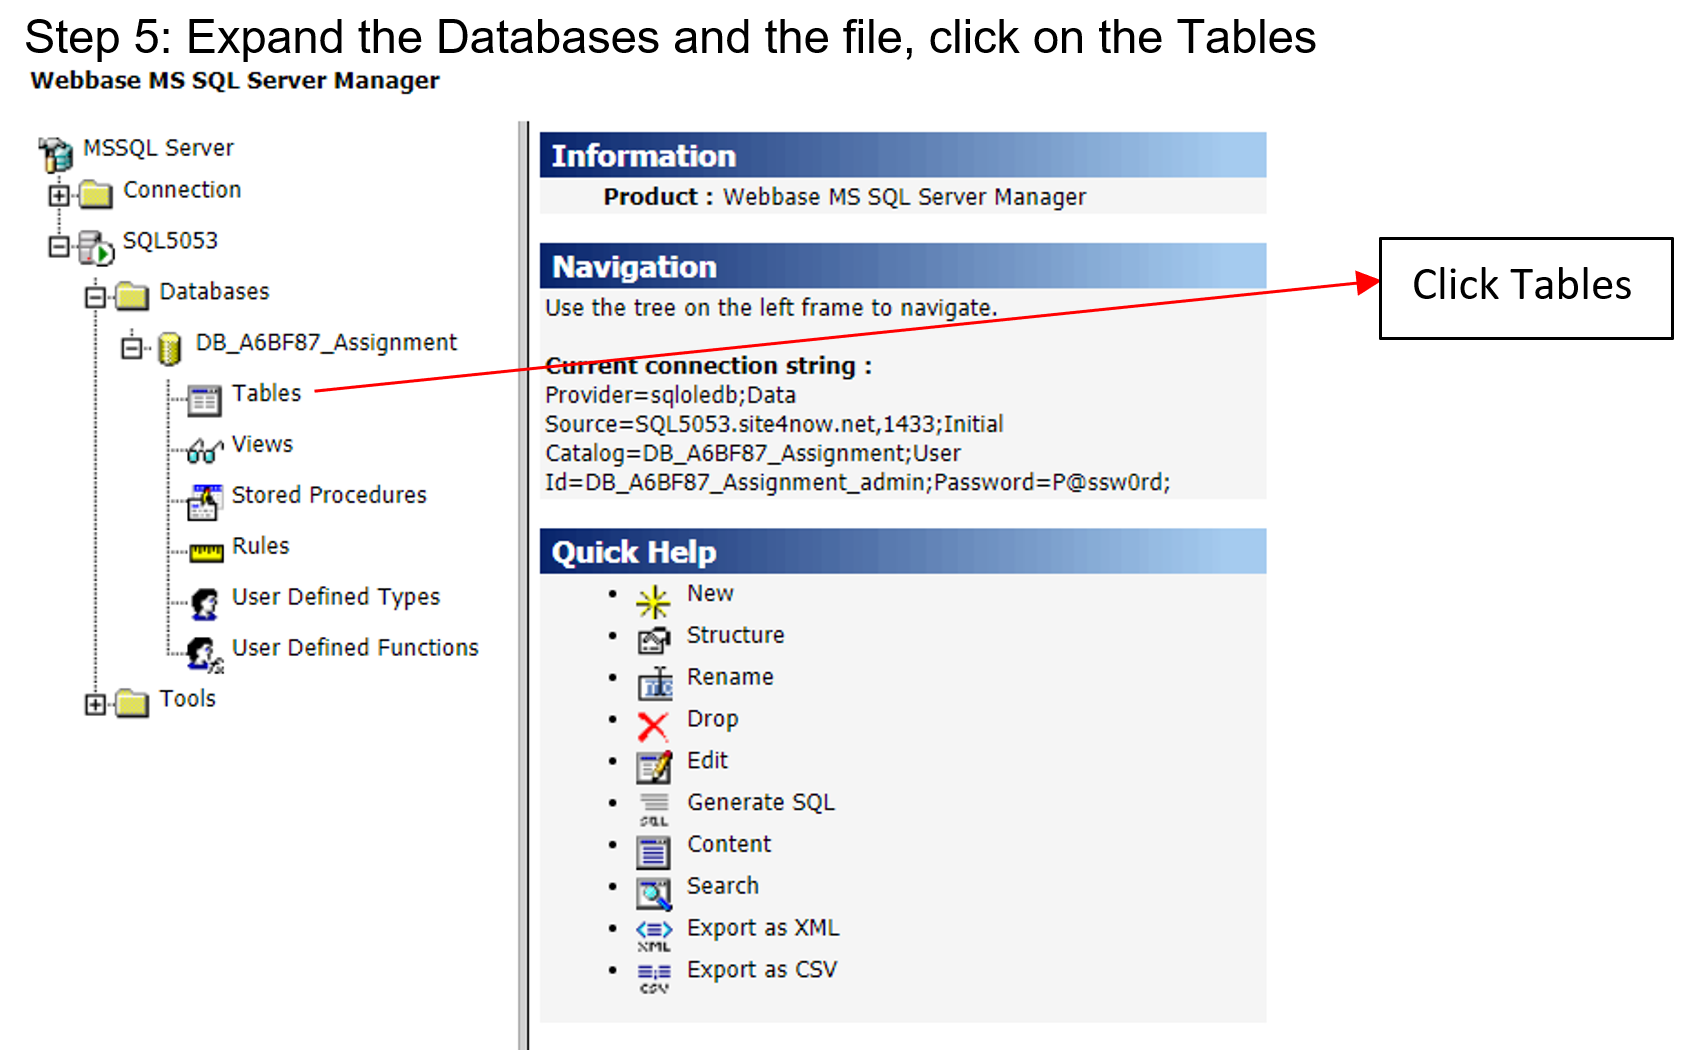 Step 5: Expand the Databases and the file, click on the Tables
Webbase MS SQL Server Manager
MSSQL Server
Connection
SQL5053
Databases
DB_A6BF87_Assignment
Tables
Views
Stored Procedures
Rules
User Defined Types
User Defined Functions
Tools
Information
Product : Webbase MS SQL Server Manager
Navigation
Use the tree on the left frame to navigate.
Current connection string :
Provider=sqloledb;Data
Source=SQL5053.site4now.net,1433;Initial
Catalog=DB_A6BF87_Assignment;User
Id=DB_A6BF87_Assignment_admin;Password=P@ssw0rd;
Click Tables
Quick Help
New
Structure
Rename
Drop
Edit
SQL Generate SQL
Content
Search
XML Export as XML
CSV Export as CSV